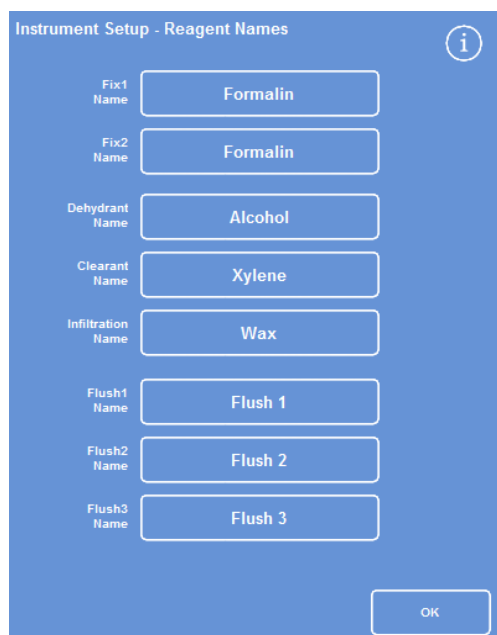 Instrument Setup - Reagent Names
i
Fix1
Name
Formalin
Fix2
Name
Formalin
Dehydrant
Name
Alcohol
Clearant
Name
Xylene
Infiltration
Name
Wax
Flush1
Name
Flush 1
Flush2
Name
Flush 2
Flush3
Name
Flush 3
OK